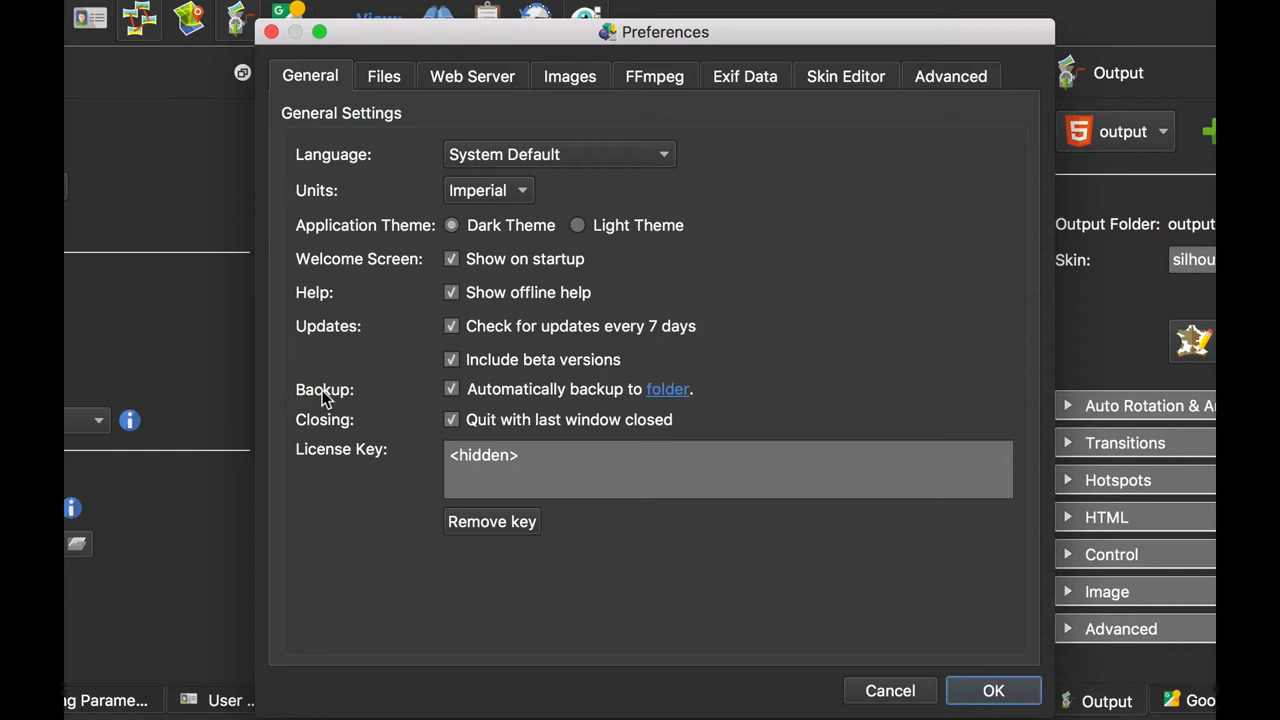 View:
Preferences
General Files Web Server Images FFmpeg Exif Data Skin Editor Advanced
General Settings
Language: System Default
Units: Imperial
Application Theme: Dark Theme Light Theme
Welcome Screen: Show on startup
Help: Show offline help
Updates: Check for updates every 7 days
Include beta versions
Backup: Automatically backup to folder.
Closing: Quit with last window closed
License Key: <hidden>
Remove key
Cancel OK
Output
output
Output Folder: output
Skin: silhou
Auto Rotation & A
Transitions
Hotspots
HTML
Control
Image
Advanced
ng Parame... User ..
Output Goo